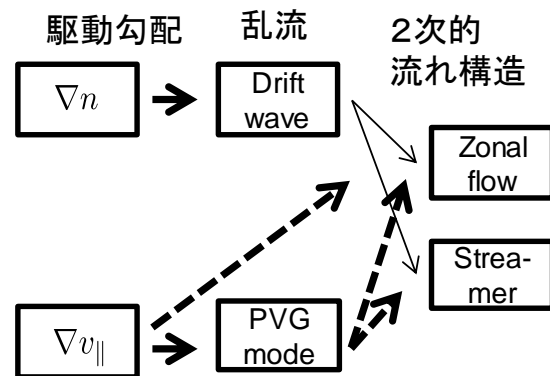 駆動勾配
乱流
2次的
流れ構造
∇n
Drift
wave
Zonal
flow
Strea-
mer
∇v∥
PVG
mode